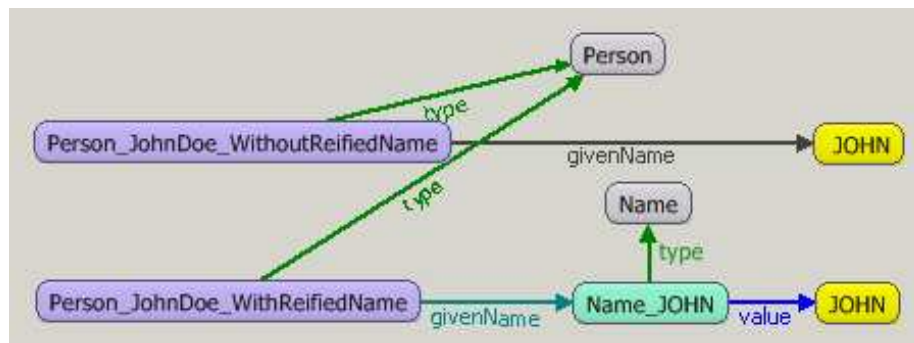 Person
type
Person_JohnDoe_WithoutReifiedName
JOHN
givenName
type
Name
type
Person_JohnDoe_WithReifiedName
Name_JOHN
JOHN
givenName
value